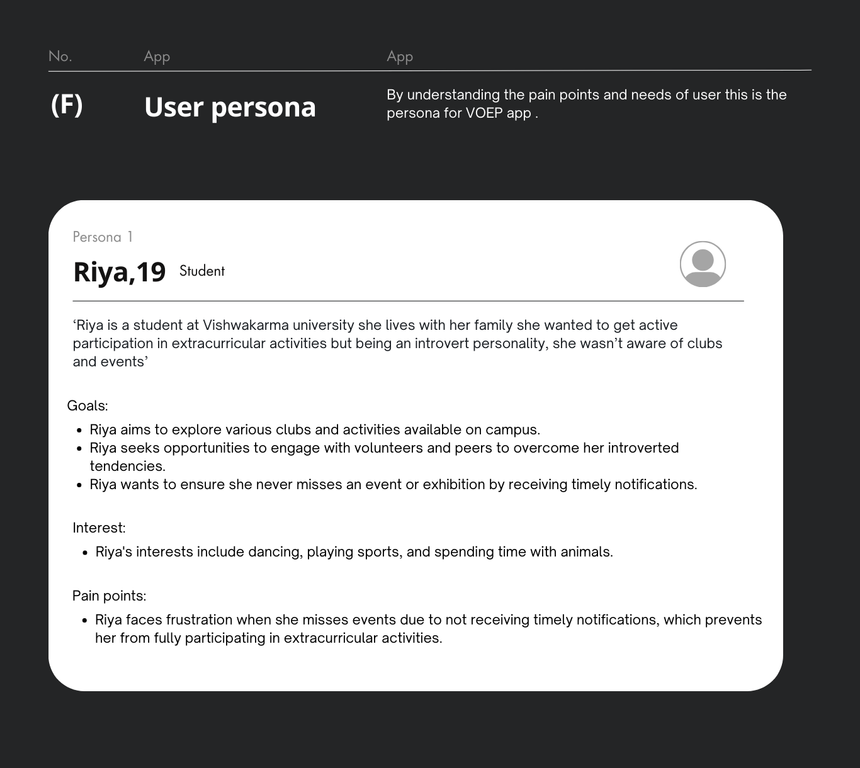 No. App App
(F) User persona By understanding the pain points and needs of user this is the
persona for VOEP app .
Persona 1
Riya,19 Student
‘Riya is a student at Vishwakarma university she lives with her family she wanted to get active
participation in extracurricular activities but being an introvert personality, she wasn’t aware of clubs
and events’
Goals:
• Riya aims to explore various clubs and activities available on campus.
• Riya seeks opportunities to engage with volunteers and peers to overcome her introverted
tendencies.
• Riya wants to ensure she never misses an event or exhibition by receiving timely notifications.
Interest:
• Riya's interests include dancing, playing sports, and spending time with animals.
Pain points:
• Riya faces frustration when she misses events due to not receiving timely notifications, which prevents
her from fully participating in extracurricular activities.